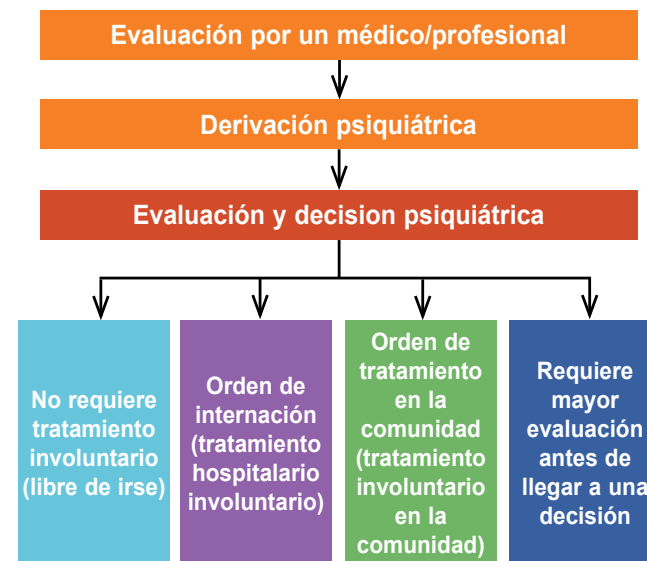 Evaluación por un médico/profesional
Derivación psiquiátrica
Evaluación y decision psiquiátrica
No requiere
tratamiento
involuntario
(libre de irse)
Orden de
internación
(tratamiento
hospitalario
involuntario)
Orden de
tratamiento
en la
comunidad
(tratamiento
involuntario
en la
comunidad)
Requiere
mayor
evaluación
antes de
llegar a una
decisión